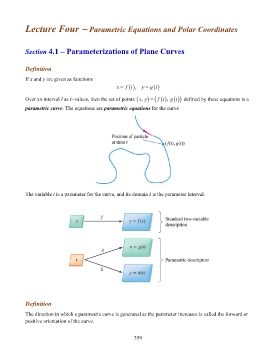 Lecture Four – Parametric Equations and Polar Coordinates
Section 4.1 – Parameterizations of Plane Curves
Definition
If x and y are given as functions
x = f(t), y = g(t)
Over an interval I as t-values, then the set of points (x, y) = (f(t), g(t)) defined by these equations is a
parametric curve. The equations are parametric equations for the curve
Position of particle
at time t
(f(t), g(t))
The variable t is a parameter for the curve, and its domain I is the parameter interval.
x
f
y = f(x)
Standard two-variable
description
t
g
x = g(t)
h
y = h(t)
Parametric description
Definition
The direction in which a parametric curve is generated as the parameter increases is called the forward or
positive orientation of the curve.